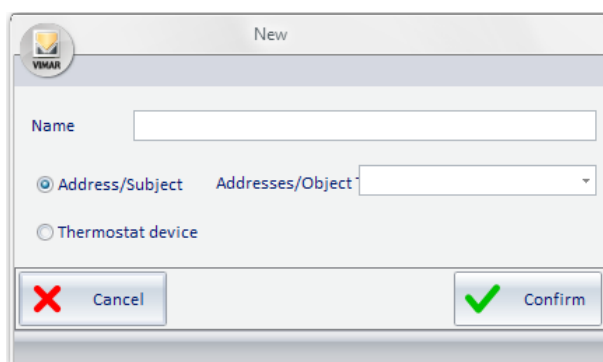 New
VIMAR
Name
Address/Subject Addresses/Object
Thermostat device
Cancel Confirm